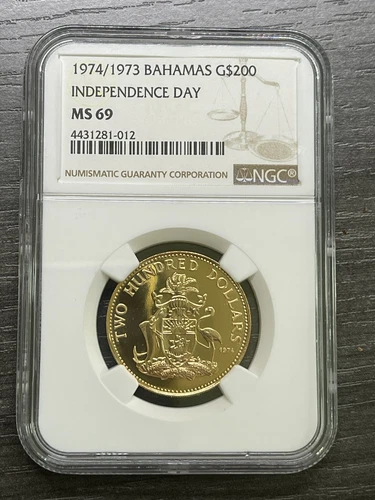 1974/1973 BAHAMAS G$200
INDEPENDENCE DAY
MS 69
4431281-012
NUMISMATIC GUARANTY CORPORATION NGC®
TWO HUNDRED DOLLARS
1974